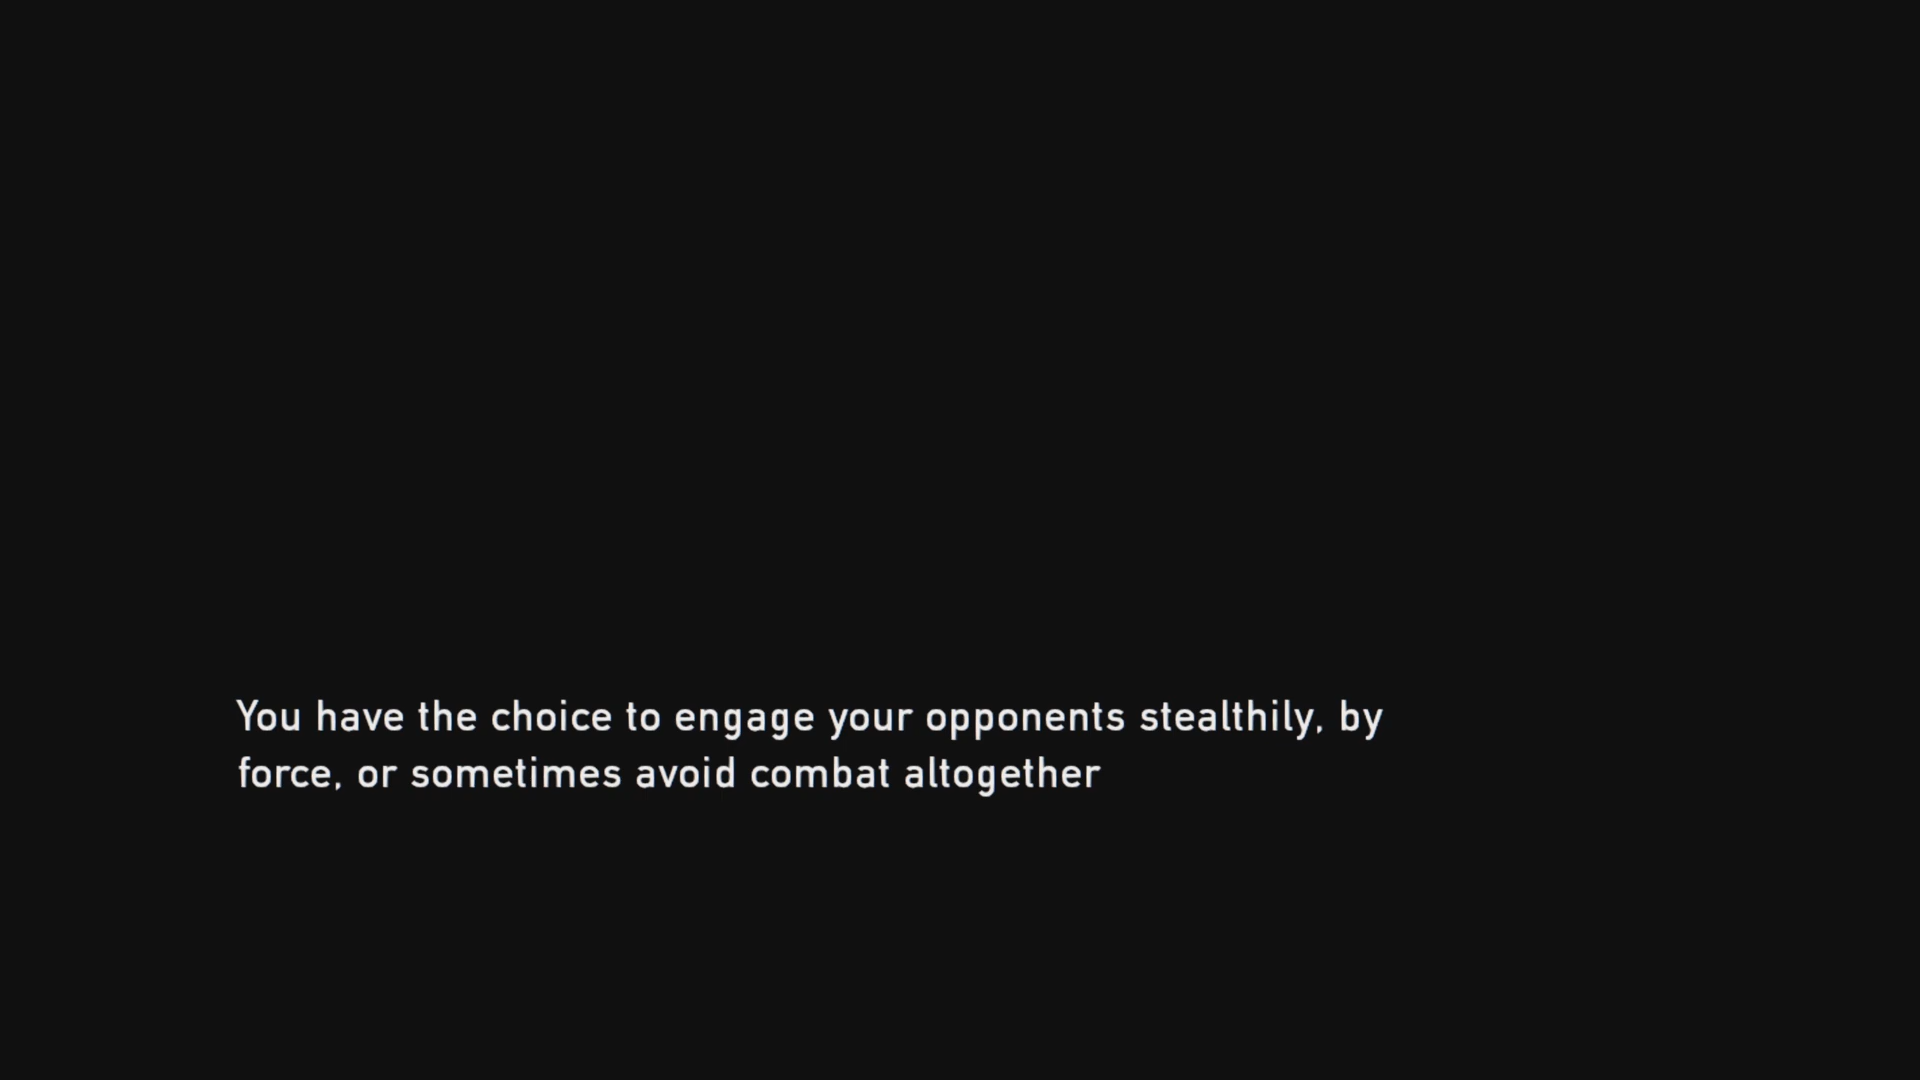 You have the choice to engage your opponents stealthily, by
force, or sometimes avoid combat altogether